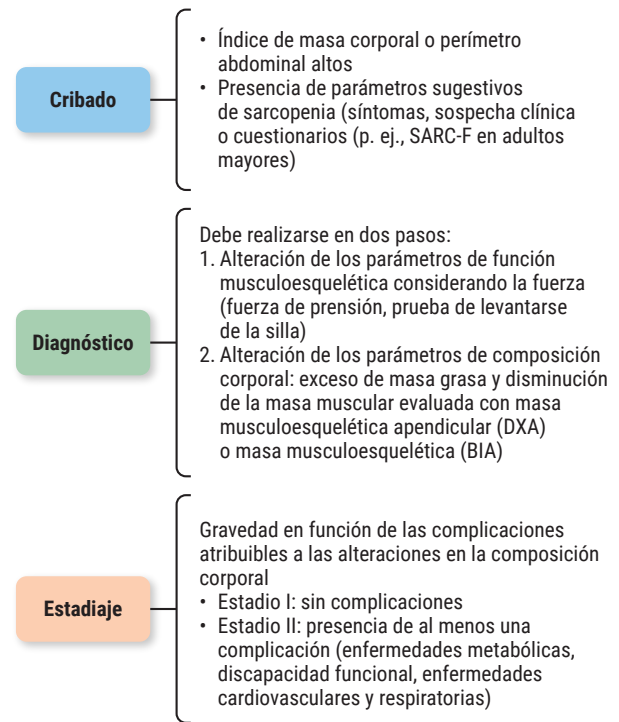 Cribado
• Índice de masa corporal o perímetro
abdominal altos
• Presencia de parámetros sugestivos
de sarcopenia (síntomas, sospecha clínica
o cuestionarios (p. ej., SARC-F en adultos
mayores)
Diagnóstico
Debe realizarse en dos pasos:
1. Alteración de los parámetros de función
musculoesquelética considerando la fuerza
(fuerza de prensión, prueba de levantarse
de la silla)
2. Alteración de los parámetros de composición
corporal: exceso de masa grasa y disminución
de la masa muscular evaluada con masa
musculoesquelética apendicular (DXA)
o masa musculoesquelética (BIA)
Estadiaje
Gravedad en función de las complicaciones
atribuibles a las alteraciones en la composición
corporal
• Estadio I: sin complicaciones
• Estadio II: presencia de al menos una
complicación (enfermedades metabólicas,
discapacidad funcional, enfermedades
cardiovasculares y respiratorias)